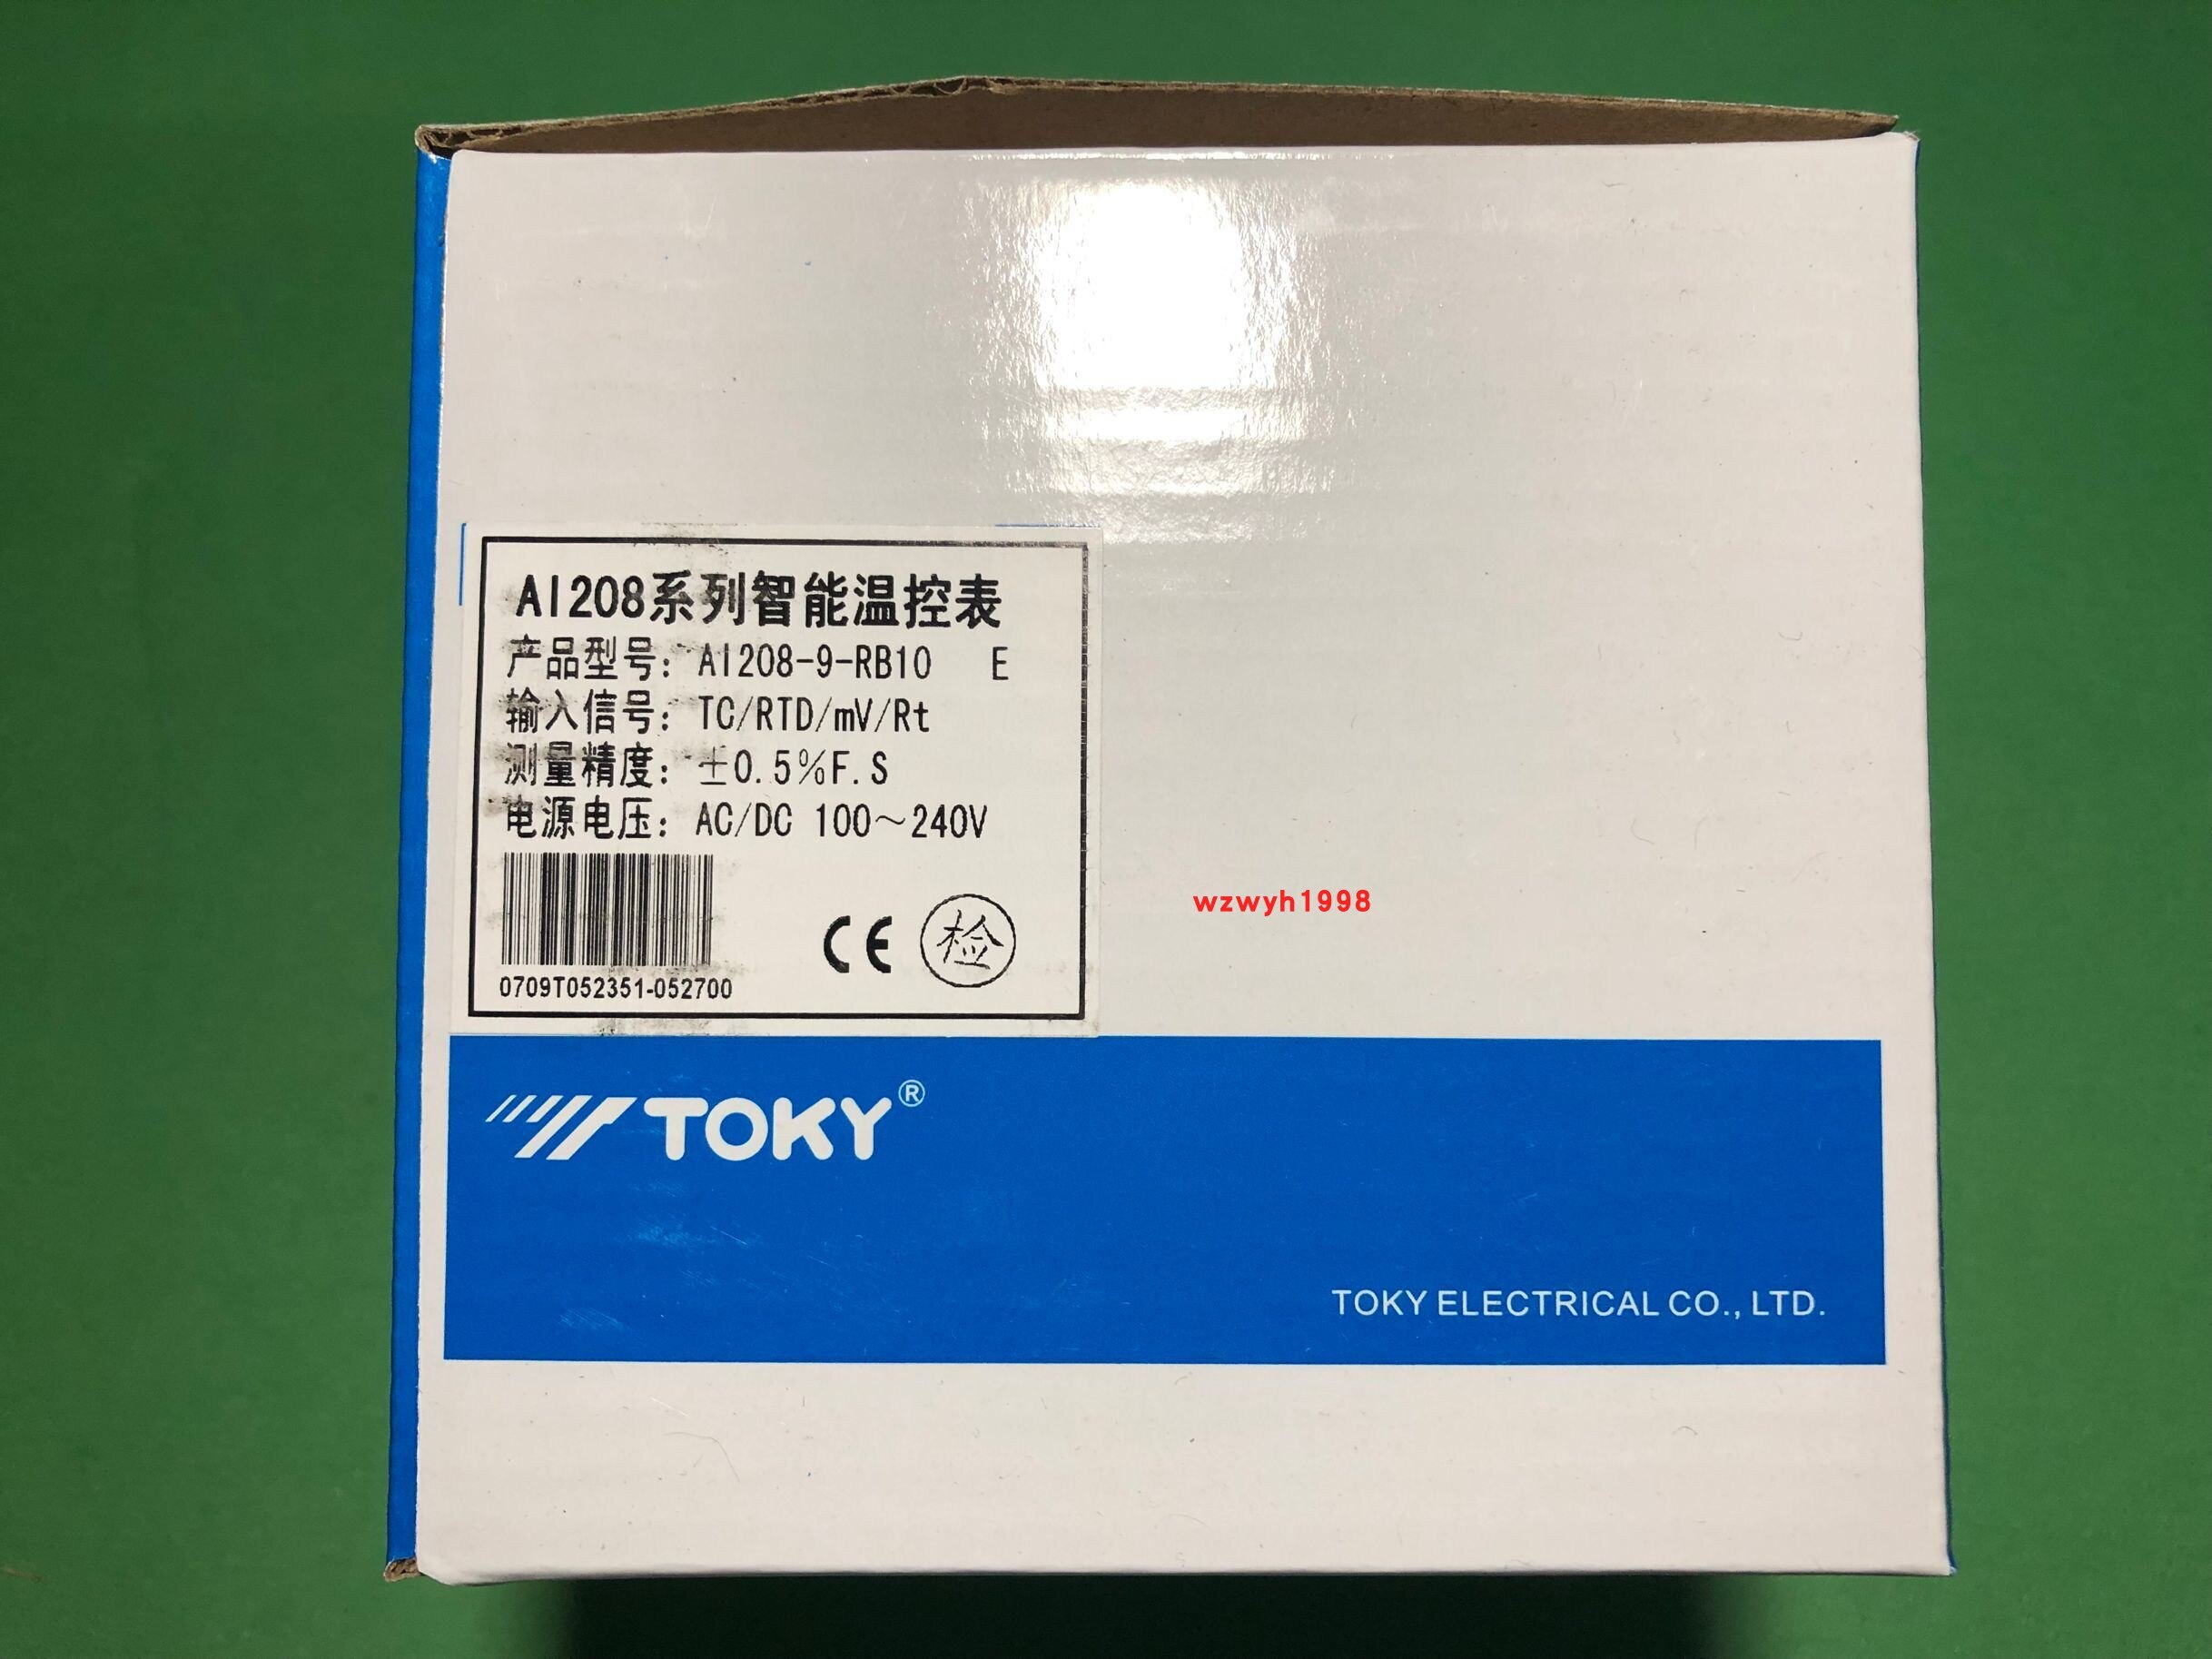 AI208系列智能温控表
产品型号: AI208-9-RB10 E
输入信号: TC/RTD/mV/Rt
测量精度: ±0.5%F.S
电源电压: AC/DC 100～240V
0709T052351-052700
CE 检
wzwyh1998
TOKY®
TOKY ELECTRICAL CO., LTD.